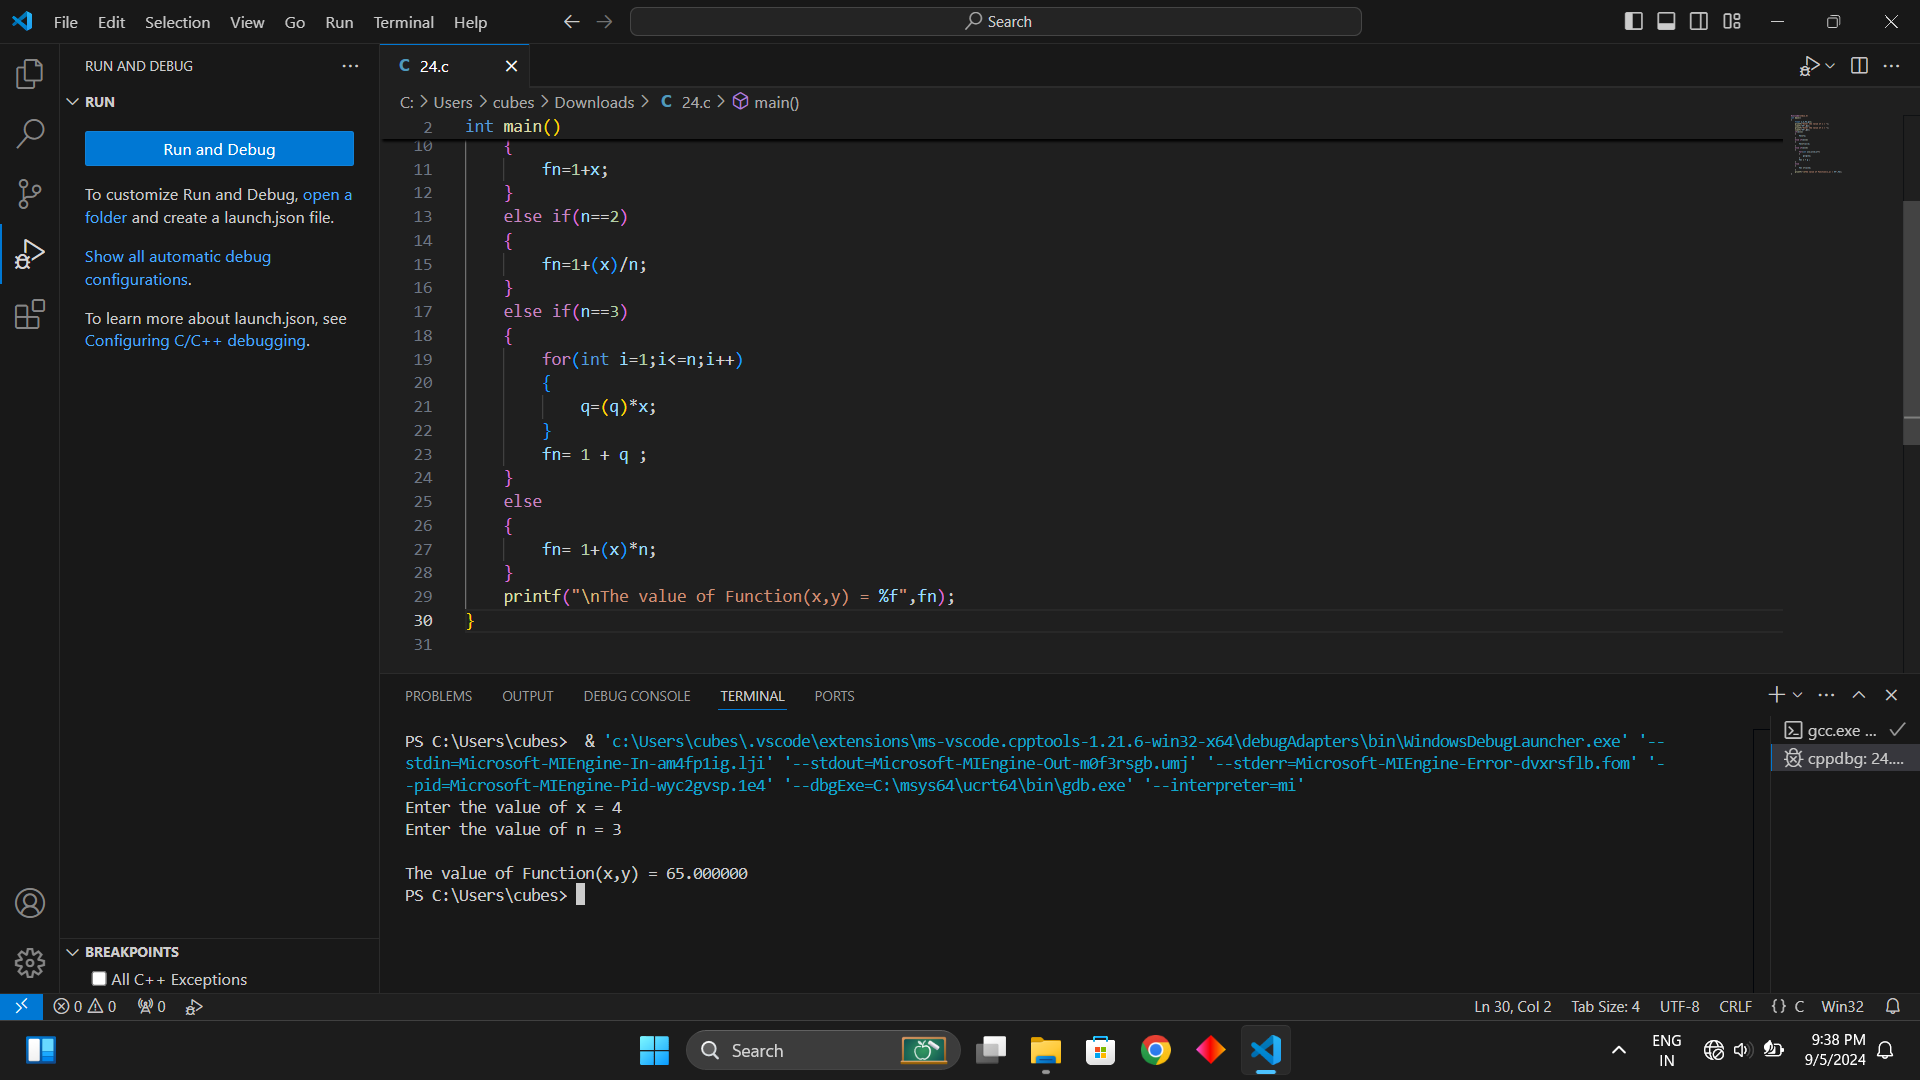 File Edit Selection View Go Run Terminal Help
Search
RUN AND DEBUG
RUN
Run and Debug
To customize Run and Debug, open a
folder and create a launch.json file.
Show all automatic debug
configurations.
To learn more about launch.json, see
Configuring C/C++ debugging.
BREAKPOINTS
All C++ Exceptions
C 24.c
C: > Users > cubes > Downloads > C 24.c > main()
2 int main()
10 {
11 fn=1+x;
12 }
13 else if(n==2)
14 {
15 fn=1+(x)/n;
16 }
17 else if(n==3)
18 {
19 for(int i=1;i<=n;i++)
20 {
21 q=(q)*x;
22 }
23 fn= 1 + q ;
24 }
25 else
26 {
27 fn= 1+(x)*n;
28 }
29 printf("\nThe value of Function(x,y) = %f",fn);
30 }
31
PROBLEMS OUTPUT DEBUG CONSOLE TERMINAL PORTS
PS C:\Users\cubes>  & 'c:\Users\cubes\.vscode\extensions\ms-vscode.cpptools-1.21.6-win32-x64\debugAdapters\bin\WindowsDebugLauncher.exe' '--
stdin=Microsoft-MIEngine-In-am4fp1ig.lji' '--stdout=Microsoft-MIEngine-Out-m0f3rsgb.umj' '--stderr=Microsoft-MIEngine-Error-dvxrsflb.fom' '-
-pid=Microsoft-MIEngine-Pid-wyc2gvsp.1e4' '--dbgExe=C:\msys64\ucrt64\bin\gdb.exe' '--interpreter=mi'
Enter the value of x = 4
Enter the value of n = 3
The value of Function(x,y) = 65.000000
PS C:\Users\cubes>
gcc.exe ...
cppdbg: 24....
0 0 0
Ln 30, Col 2 Tab Size: 4 UTF-8 CRLF {} C Win32
Search
ENG
IN
9:38 PM
9/5/2024